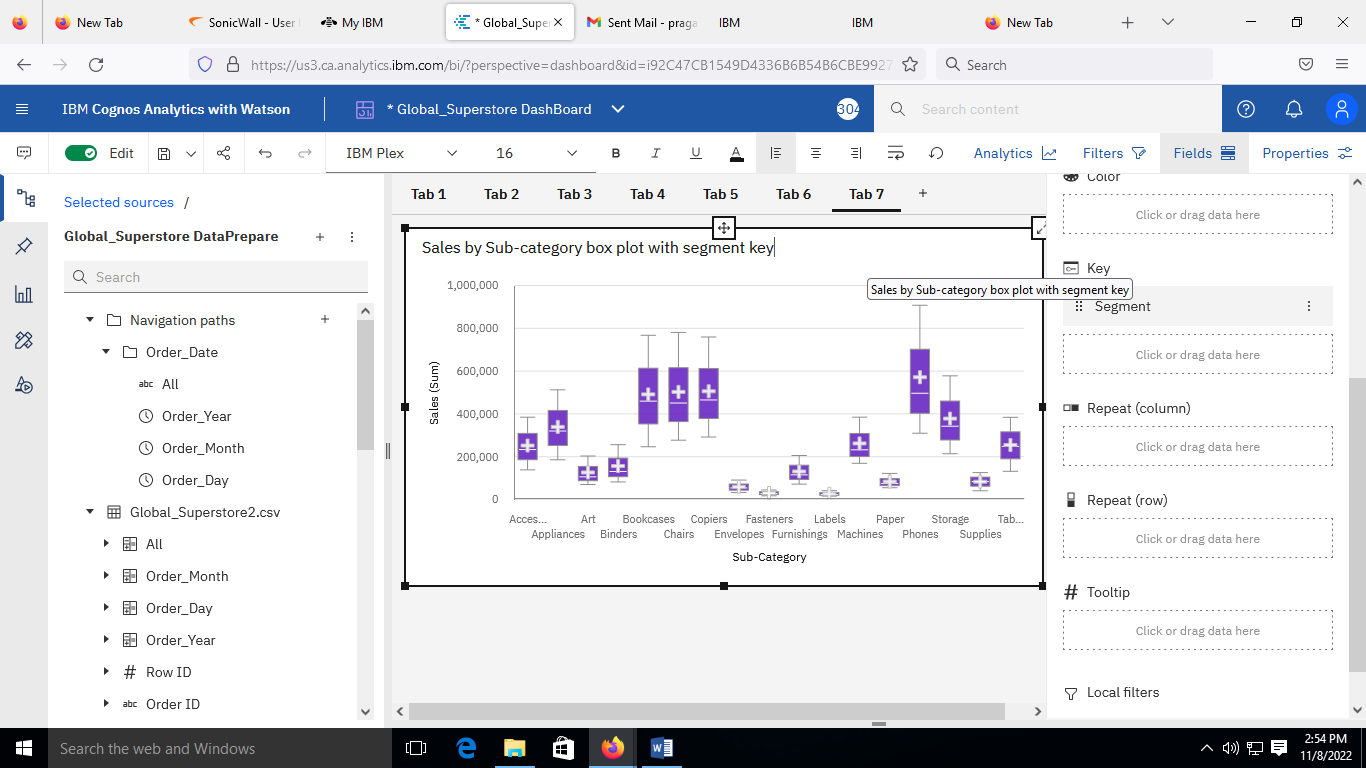 New Tab
SonicWall - User
My IBM
* Global_Super
Sent Mail - praga
IBM
IBM
New Tab
https://us3.ca.analytics.ibm.com/bi/?perspective=dashboard&id=i92C47CB1549D4336B6B54B6CBE9927
Search
IBM Cognos Analytics with Watson
* Global_Superstore DashBoard
304
Search content
Edit
IBM Plex
16
B
I
U
A
Analytics
Filters
Fields
Properties
Selected sources /
Global_Superstore DataPrepare
Search
Navigation paths
Order_Date
abc All
Order_Year
Order_Month
Order_Day
Global_Superstore2.csv
All
Order_Month
Order_Day
Order_Year
# Row ID
abc Order ID
Tab 1
Tab 2
Tab 3
Tab 4
Tab 5
Tab 6
Tab 7
Sales by Sub-category box plot with segment key
Sales by Sub-category box plot with segment key
Sales (Sum)
1,000,000
800,000
600,000
400,000
200,000
0
Acces... Art Bookcases Copiers Fasteners Labels Paper Storage Tab...
Appliances Binders Chairs Envelopes Furnishings Machines Phones Supplies
Sub-Category
Color
Click or drag data here
Key
Segment
Click or drag data here
Repeat (column)
Click or drag data here
Repeat (row)
Click or drag data here
# Tooltip
Click or drag data here
Local filters
Search the web and Windows
2:54 PM
11/8/2022